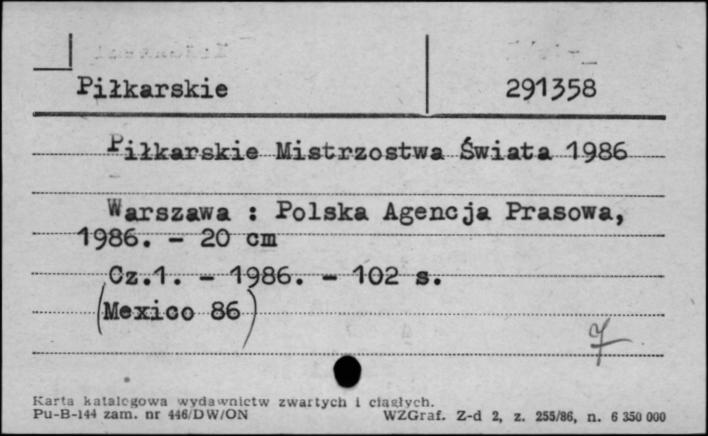 Piłkarskie 291358
Piłkarskie Mistrzostwa Świata 1986
Warszawa : Polska Agencja Prasowa,
1986. - 20 cm
Cz.1. - 1986. - 102 s.
(Mexico 86)
7
Karta katalogowa wydawnictw zwartych i ciągłych.
Pu-B-144 zam. nr 446/DW/ON WZGraf. Z-d 2, z. 255/86, n. 6 350 000